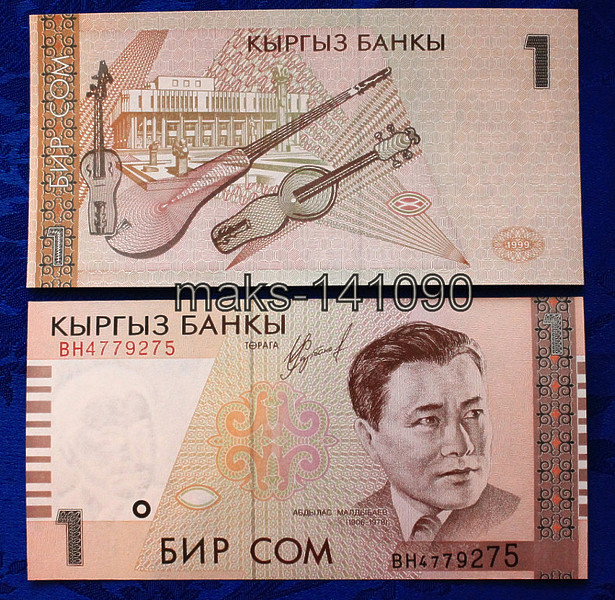 КЫРГЫЗ БАНКЫ
1
БИР СОМ
1
1999
maks-141090
КЫРГЫЗ БАНКЫ
ВН4779275
ТӨРАГА
1
АБДЫЛАС МАЛДЫБАЕВ
(1906-1978)
1
БИР СОМ
ВН4779275